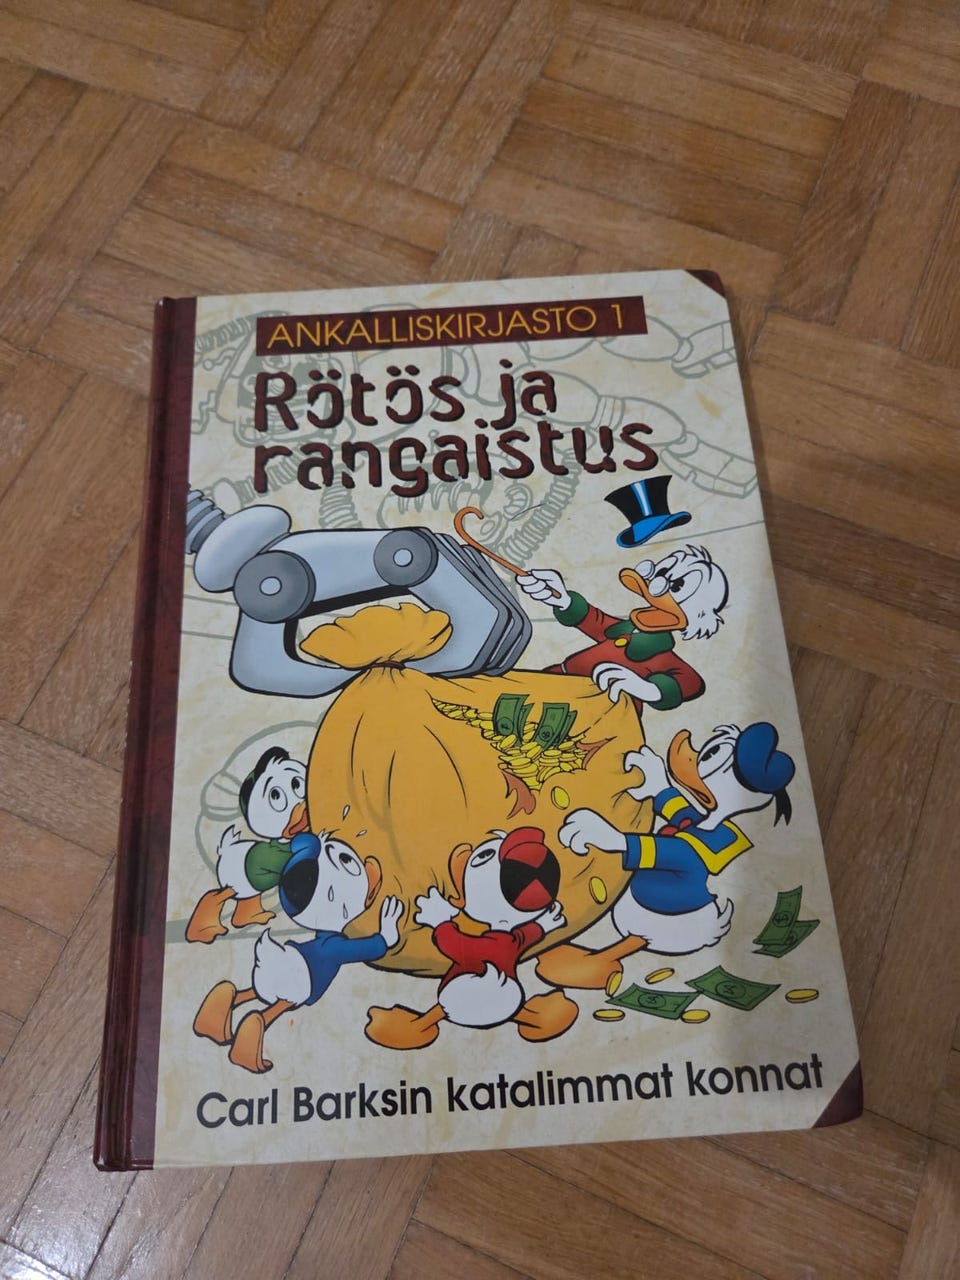 ANKALLISKIRJASTO 1
Rötös ja
rangaistus
Carl Barksin katalimmat konnat